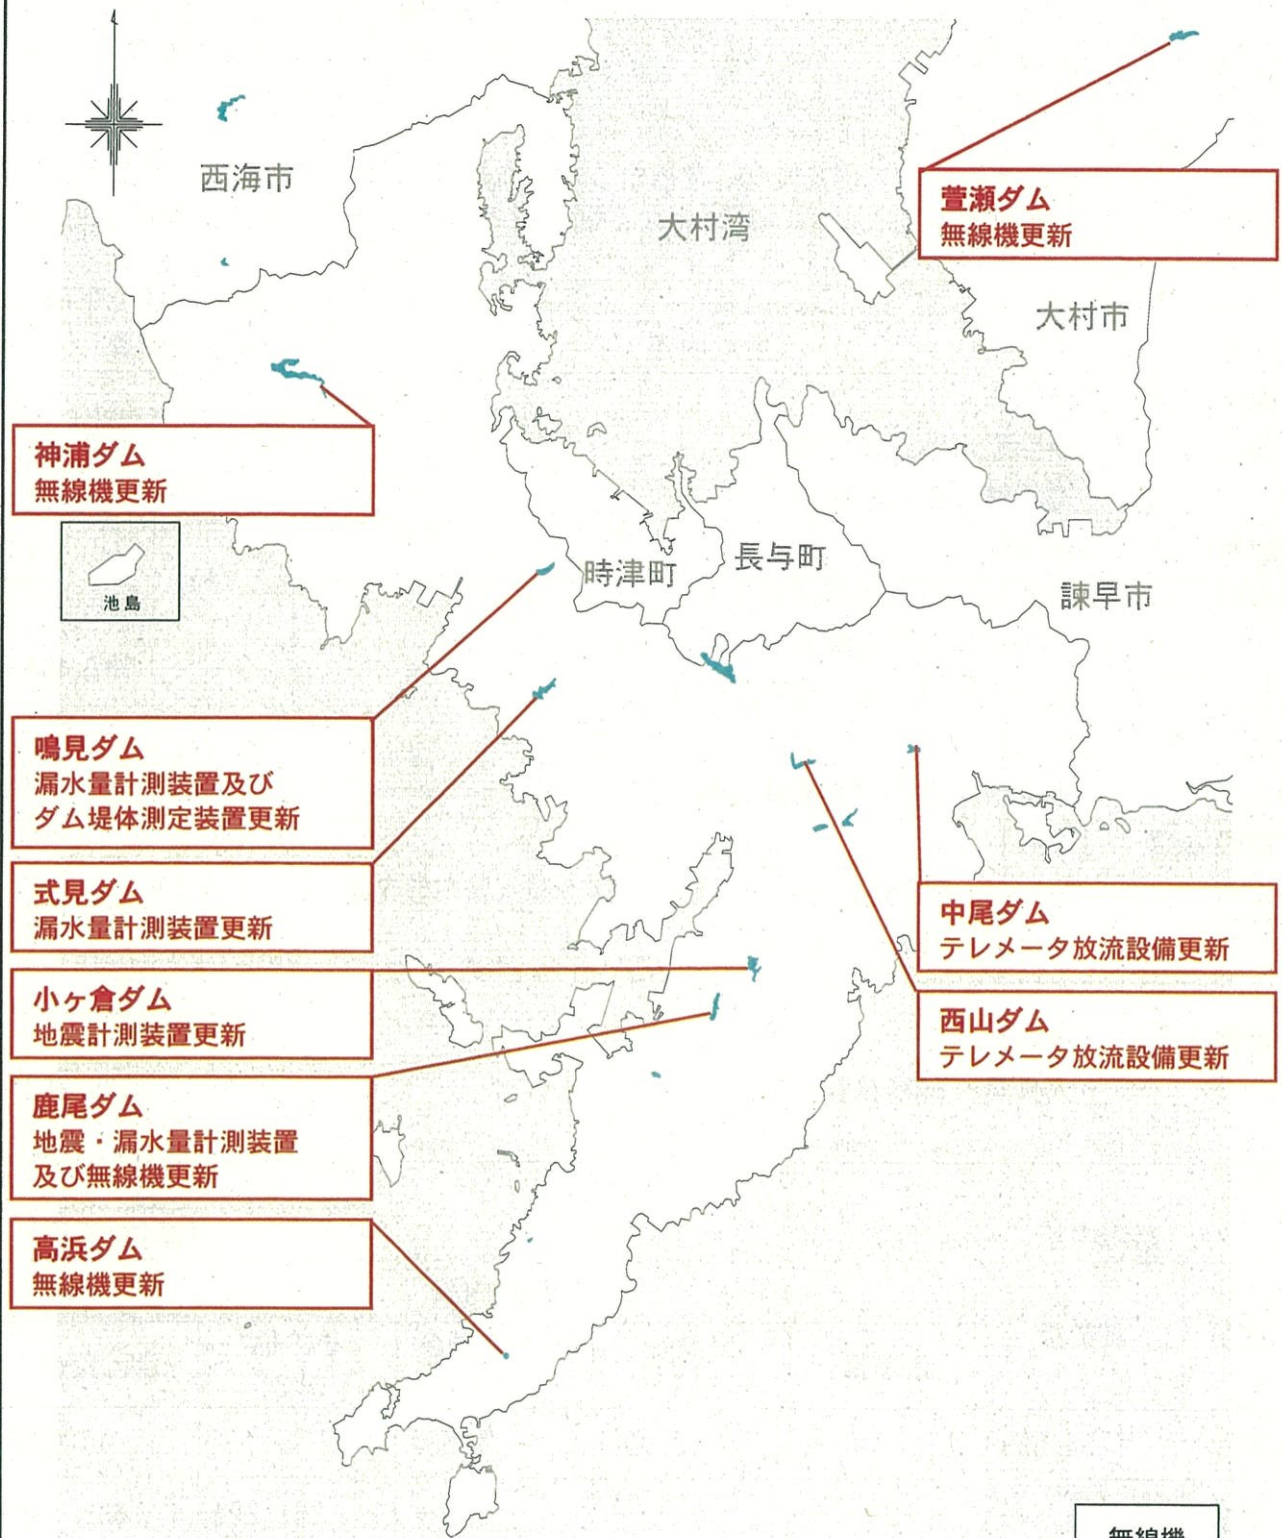 西海市
大村湾
萱瀬ダム
無線機更新
大村市
神浦ダム
無線機更新
池島
時津町
長与町
諫早市
鳴見ダム
漏水量計測装置及び
ダム堤体測定装置更新
式見ダム
漏水量計測装置更新
中尾ダム
テレメータ放流設備更新
小ヶ倉ダム
地震計測装置更新
西山ダム
テレメータ放流設備更新
鹿尾ダム
地震・漏水量計測装置
及び無線機更新
高浜ダム
無線機更新
無線機